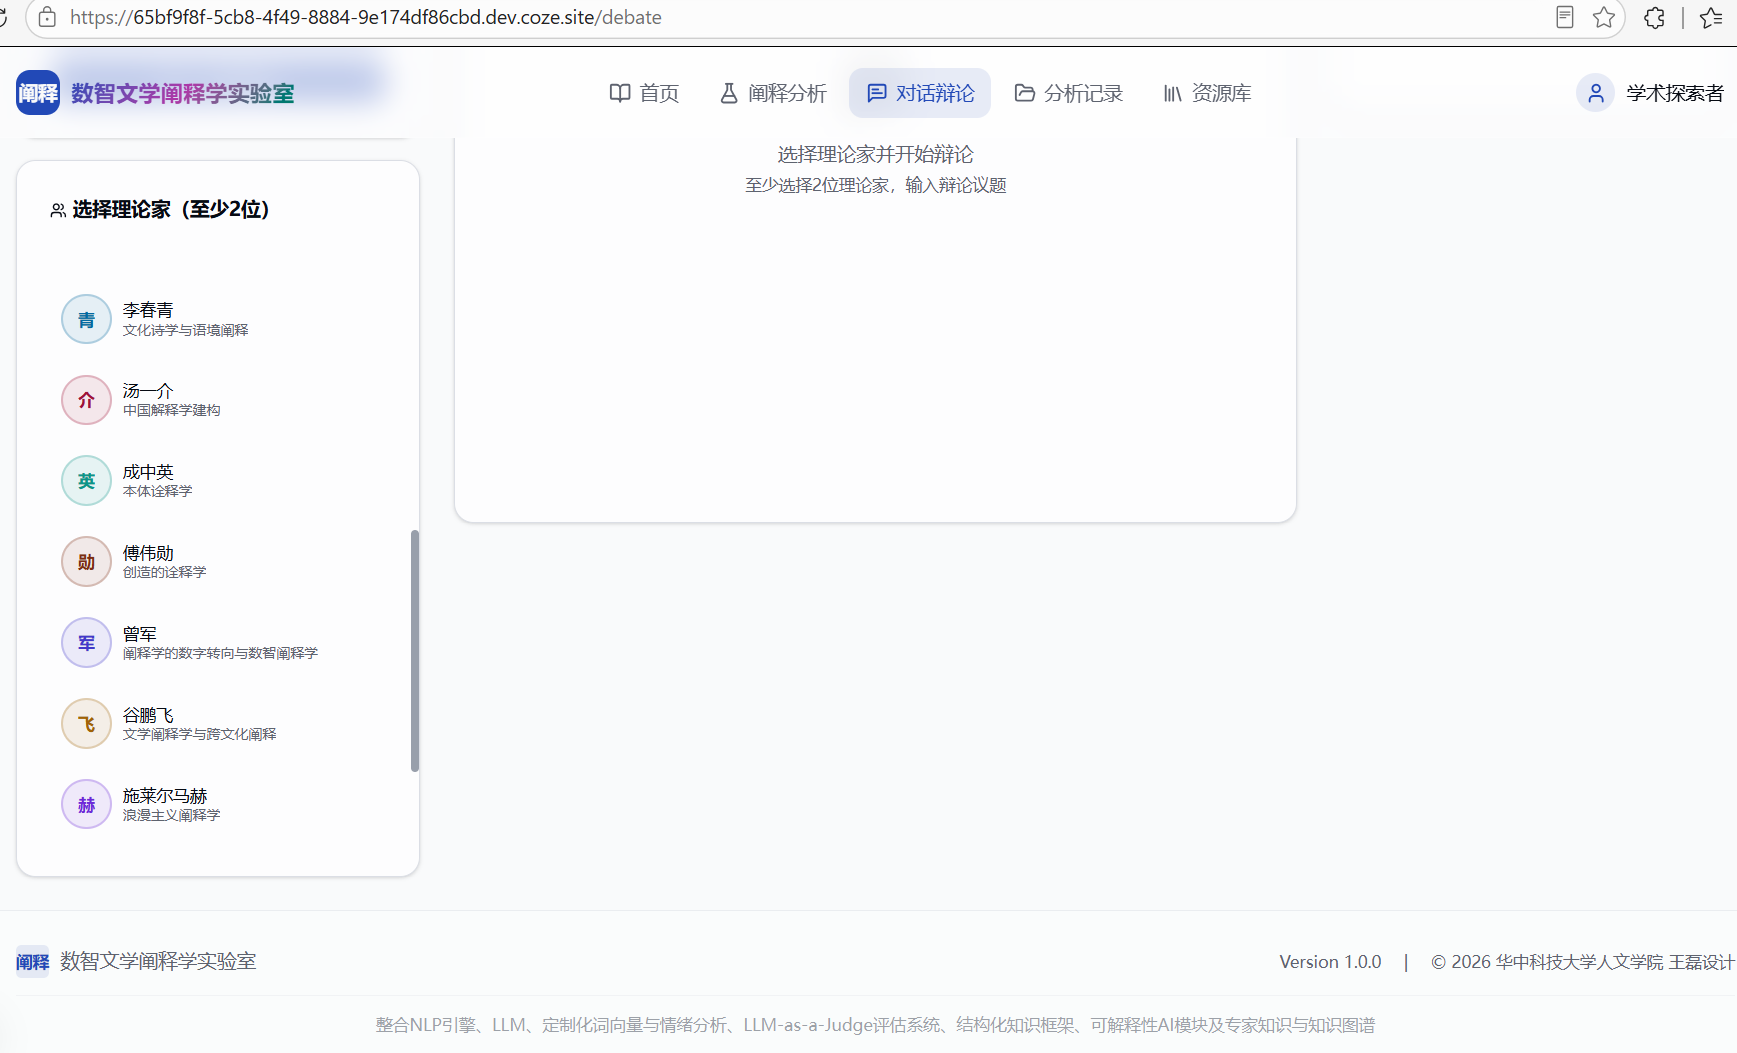 https://65bf9f8f-5cb8-4f49-8884-9e174df86cbd.dev.coze.site/debate
阐释 数智文学阐释学实验室 首页 阐释分析 对话辩论 分析记录 资源库 学术探索者
选择理论家并开始辩论
至少选择2位理论家，输入辩论议题
选择理论家（至少2位）
青 李春青
文化诗学与语境阐释
介 汤一介
中国解释学建构
英 成中英
本体诠释学
勋 傅伟勋
创造的诠释学
军 曾军
阐释学的数字转向与数智阐释学
飞 谷鹏飞
文学阐释学与跨文化阐释
赫 施莱尔马赫
浪漫主义阐释学
阐释 数智文学阐释学实验室
Version 1.0.0 | © 2026 华中科技大学人文学院 王磊设计
整合NLP引擎、LLM、定制化词向量与情绪分析、LLM-as-a-Judge评估系统、结构化知识框架、可解释性AI模块及专家知识与知识图谱